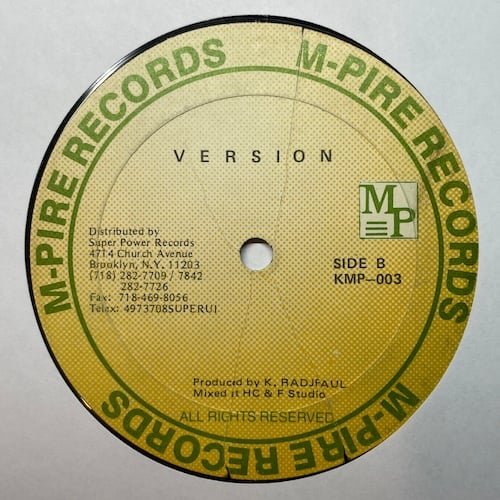 M-PIRE RECORDS
M-PIRE RECORDS
M-PIRE RECORDS
VERSION
MP
Distributed by
Super Power Records
4714 Church Avenue
Brooklyn, N.Y. 11203
(718) 282-7709 / 7842
282-7726
Fax: 718-469-8056
Telex: 4973708SUPERUI
SIDE B
KMP-003
Produced by K. RADJPAUL
Mixed at HC & F Studio
ALL RIGHTS RESERVED